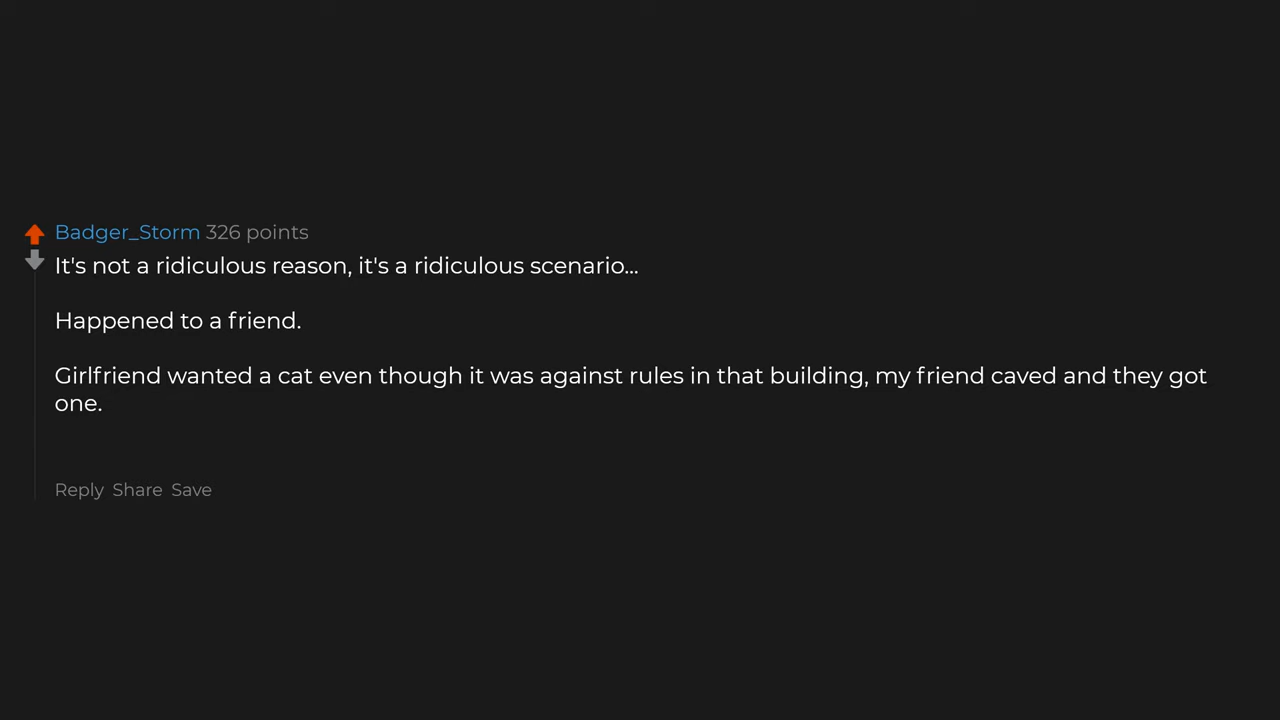 Badger_Storm 326 points
It's not a ridiculous reason, it's a ridiculous scenario...
Happened to a friend.
Girlfriend wanted a cat even though it was against rules in that building, my friend caved and they got
one.
Reply Share Save